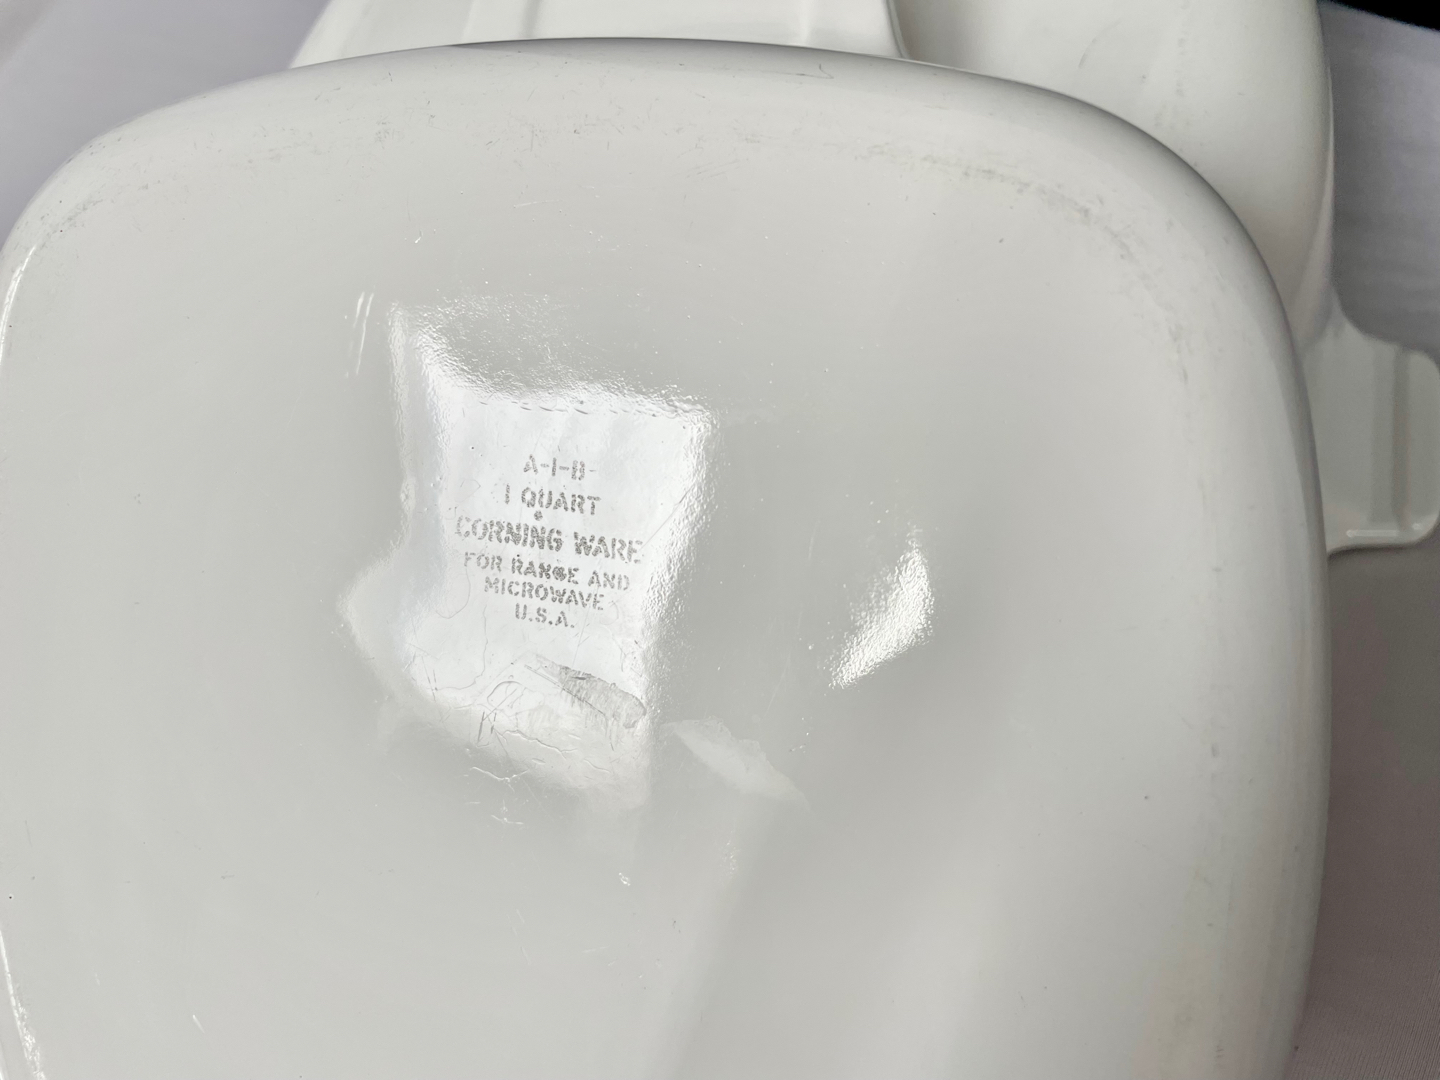 A-1-B-
1 QUART
CORNING WARE
FOR RANGE AND
MICROWAVE
U.S.A.